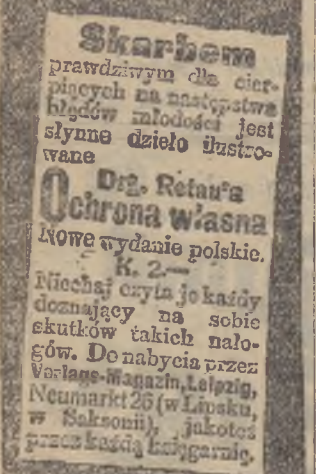 Skarbem
prawdziwym dla cier-
piących na następstwa
błędów młodości jest
słynne dzieło ilustro-
wane
Dra. Retau'a
Ochrona własna
Nowe wydanie polskie.
K. 2.—
Niechaj czyta je każdy
doznający na sobie
skutków takich nało-
gów. Do nabycia przez
Verlags-Magazin, Leipzig,
Neumarkt 26 (w Lipsku,
w Saksonii), jakoteż
przez każdą księgarnię.